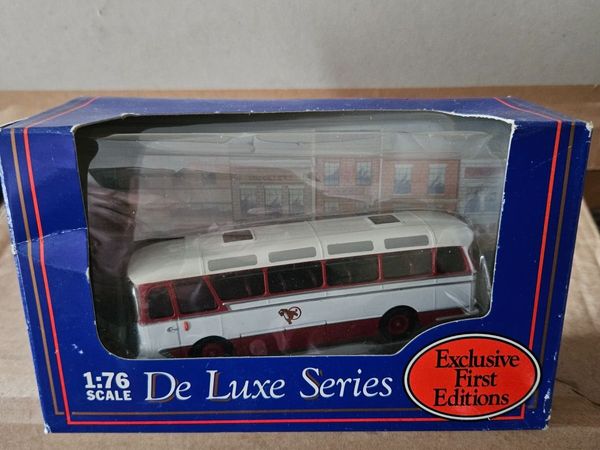 1:76
SCALE
De Luxe Series
Exclusive
First
Editions